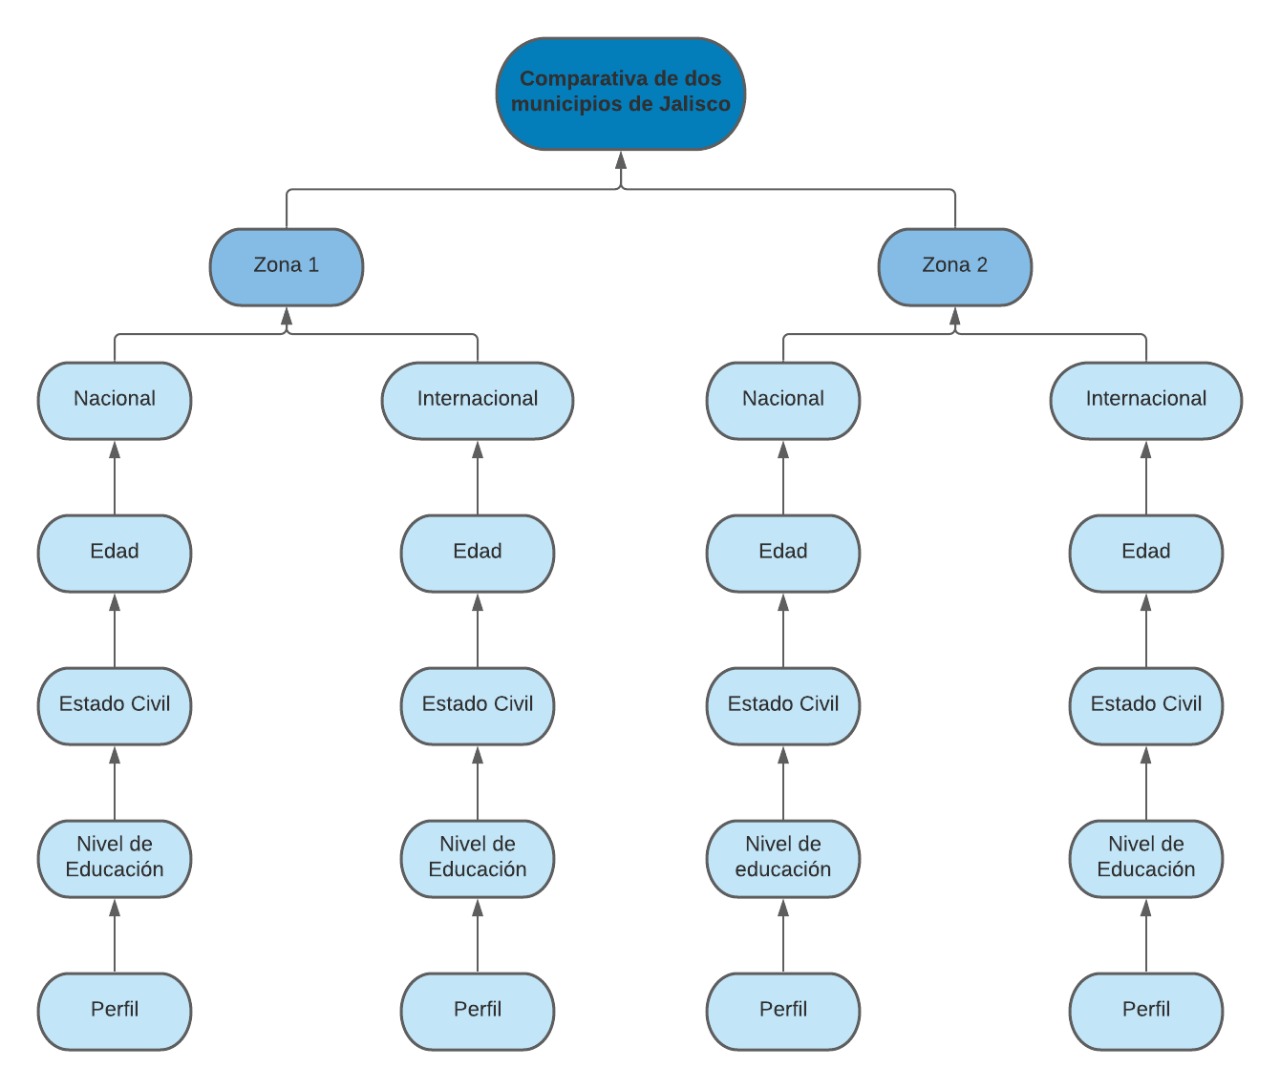 Comparativa de dos
municipios de Jalisco
Zona 1
Zona 2
Nacional
Internacional
Nacional
Internacional
Edad
Edad
Edad
Edad
Estado Civil
Estado Civil
Estado Civil
Estado Civil
Nivel de
Educación
Nivel de
Educación
Nivel de
educación
Nivel de
Educación
Perfil
Perfil
Perfil
Perfil